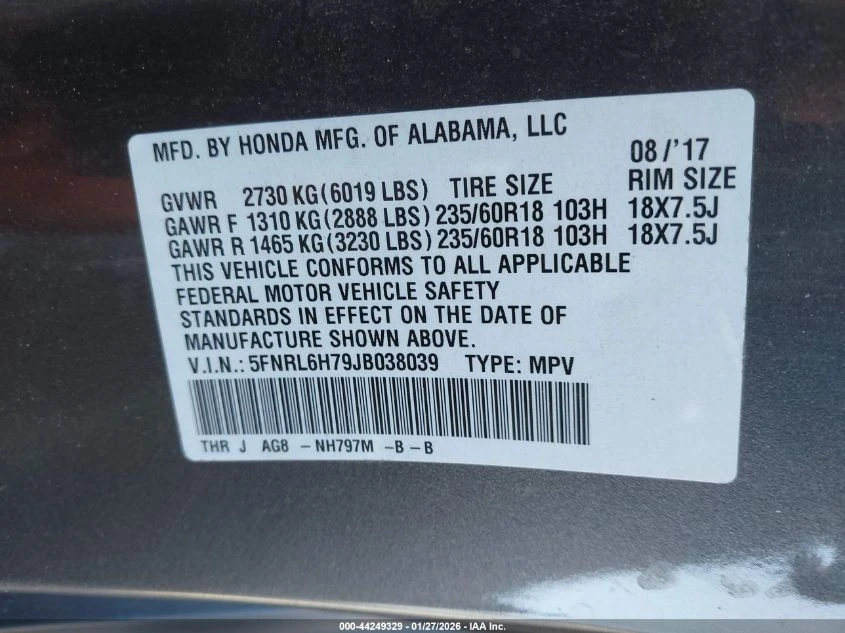 MFD. BY HONDA MFG. OF ALABAMA, LLC
08/'17
GVWR 2730 KG(6019 LBS) TIRE SIZE RIM SIZE
GAWR F 1310 KG(2888 LBS) 235/60R18 103H 18X7.5J
GAWR R 1465 KG(3230 LBS) 235/60R18 103H 18X7.5J
THIS VEHICLE CONFORMS TO ALL APPLICABLE
FEDERAL MOTOR VEHICLE SAFETY
STANDARDS IN EFFECT ON THE DATE OF
MANUFACTURE SHOWN ABOVE.
V.I.N.: 5FNRL6H79JB038039 TYPE: MPV
THR J AG8 - NH797M -B-B
000-44249329 - 01/27/2026 - IAA Inc.